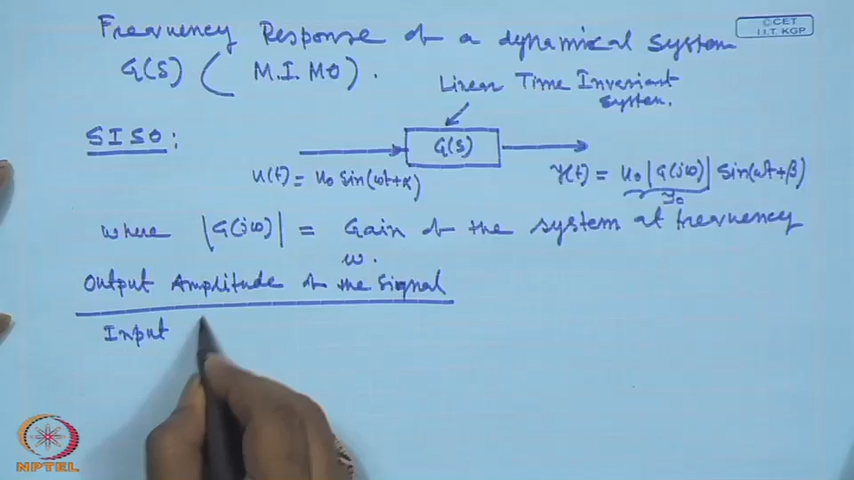 Frequency Response of a dynamical system
©CET
I.I.T. KGP
G(S) ( M.I.MO ) .
Linear Time Invariant
system.
SISO :
G(S)
u(t) = u₀ sin(ωt+α)
y(t) = u₀ |G(jω)| sin(ωt+β)
y₀
where |G(jω)| = Gain of the system at frequency
ω.
Output Amplitude of the signal
Input
NPTEL